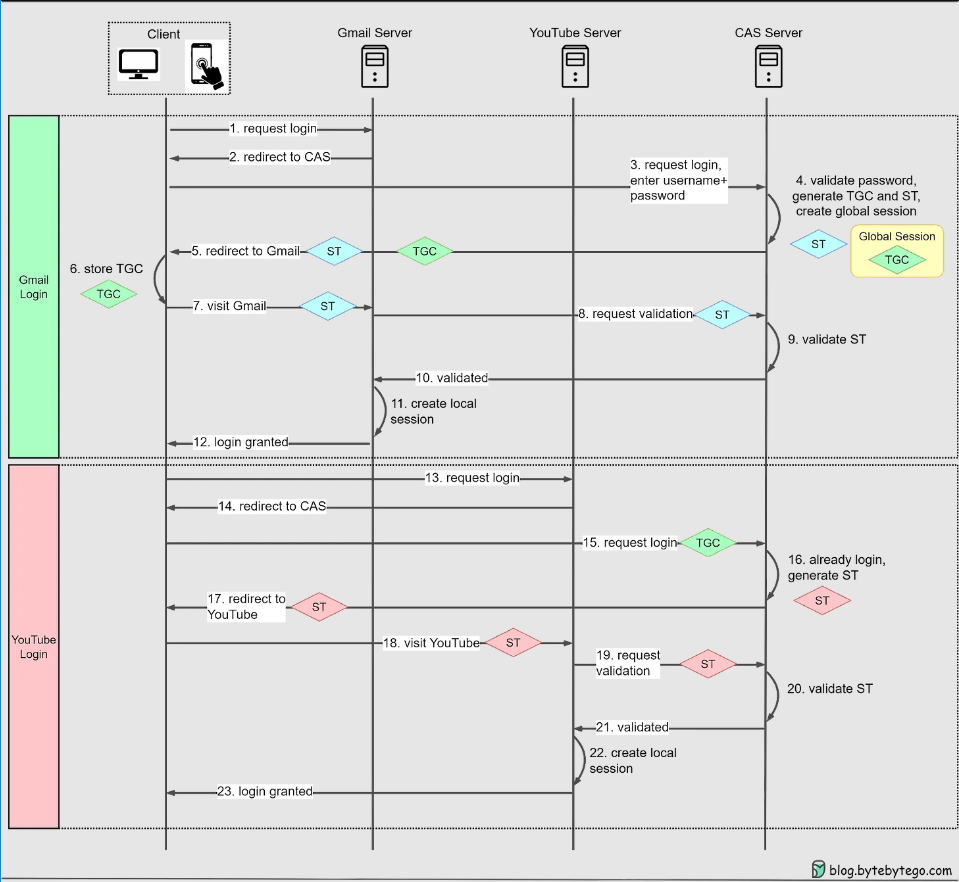 Client
Gmail Server
YouTube Server
CAS Server
Gmail
Login
1. request login
2. redirect to CAS
3. request login,
enter username+
password
4. validate password,
generate TGC and ST,
create global session
ST
Global Session
TGC
5. redirect to Gmail
ST
TGC
6. store TGC
TGC
7. visit Gmail
ST
8. request validation
ST
9. validate ST
10. validated
11. create local
session
12. login granted
YouTube
Login
13. request login
14. redirect to CAS
15. request login
TGC
16. already login,
generate ST
ST
17. redirect to
YouTube
ST
18. visit YouTube
ST
19. request
validation
ST
20. validate ST
21. validated
22. create local
session
23. login granted
blog.bytebytego.com